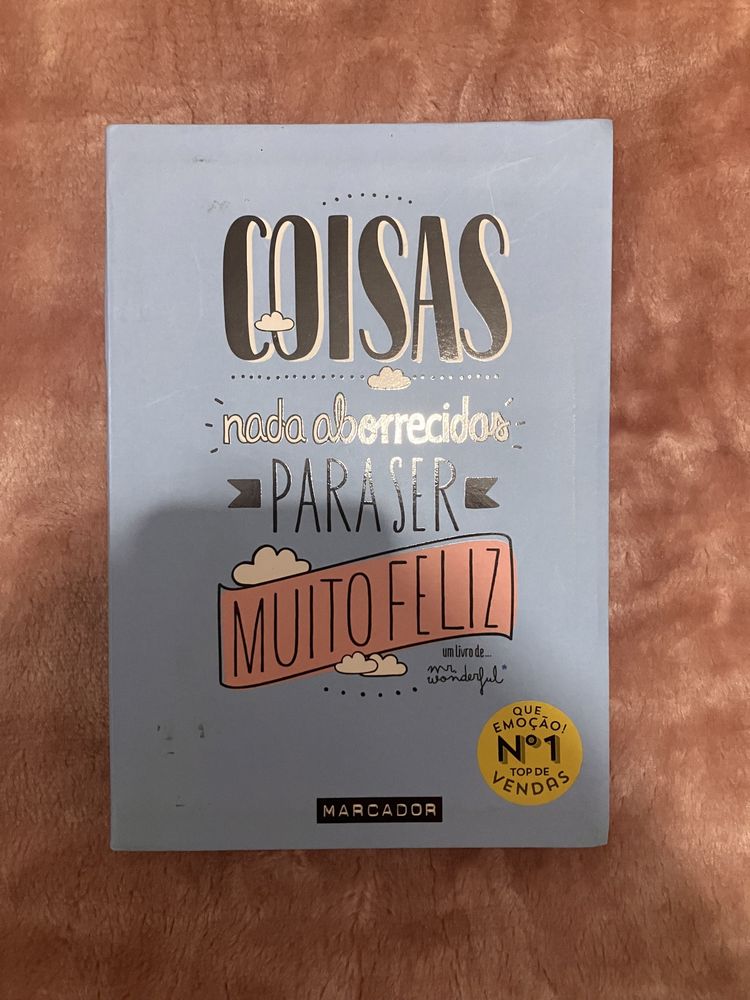 COISAS
nada aborrecidas
PARA SER
MUITO FELIZ
um livro de...
mr.
wonderful*
QUE
EMOÇÃO!
Nº1
TOP DE
VENDAS
MARCADOR